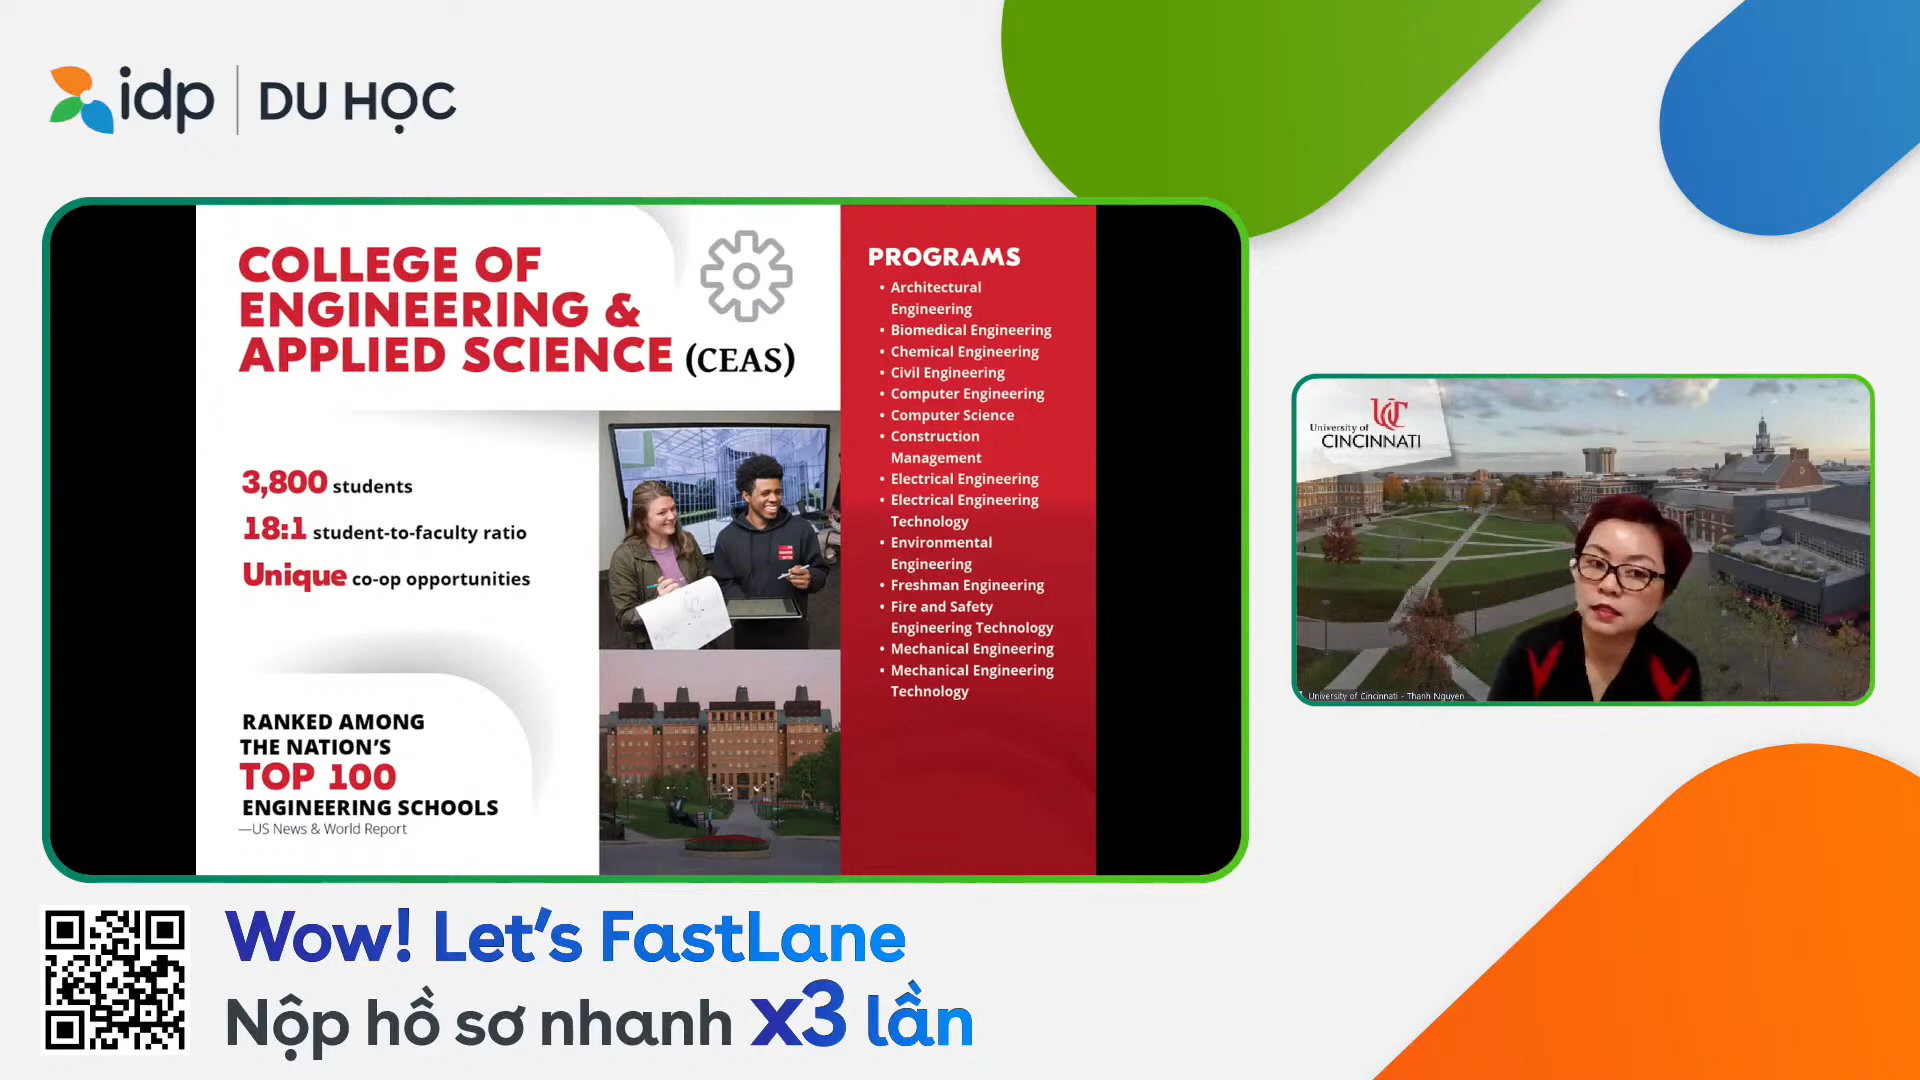 idp | DU HỌC
COLLEGE OF
ENGINEERING &
APPLIED SCIENCE (CEAS)
3,800 students
18:1 student-to-faculty ratio
Unique co-op opportunities
RANKED AMONG
THE NATION'S
TOP 100
ENGINEERING SCHOOLS
—US News & World Report
PROGRAMS
• Architectural
Engineering
• Biomedical Engineering
• Chemical Engineering
• Civil Engineering
• Computer Engineering
• Computer Science
• Construction
Management
• Electrical Engineering
• Electrical Engineering
Technology
• Environmental
Engineering
• Freshman Engineering
• Fire and Safety
Engineering Technology
• Mechanical Engineering
• Mechanical Engineering
Technology
UC
University of
CINCINNATI
University of Cincinnati - Thanh Nguyen
Wow! Let's FastLane
Nộp hồ sơ nhanh x3 lần